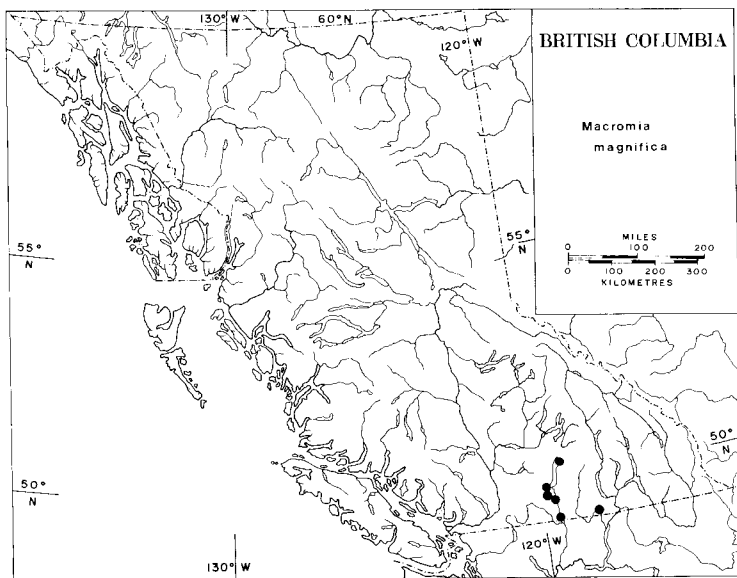 130° W
60° N
120° W
BRITISH COLUMBIA
Macromia
magnifica
MILES
0 100 200
0 100 200 300
KILOMETRES
55°
N
55°
N
50°
N
50°
N
120° W
130° W